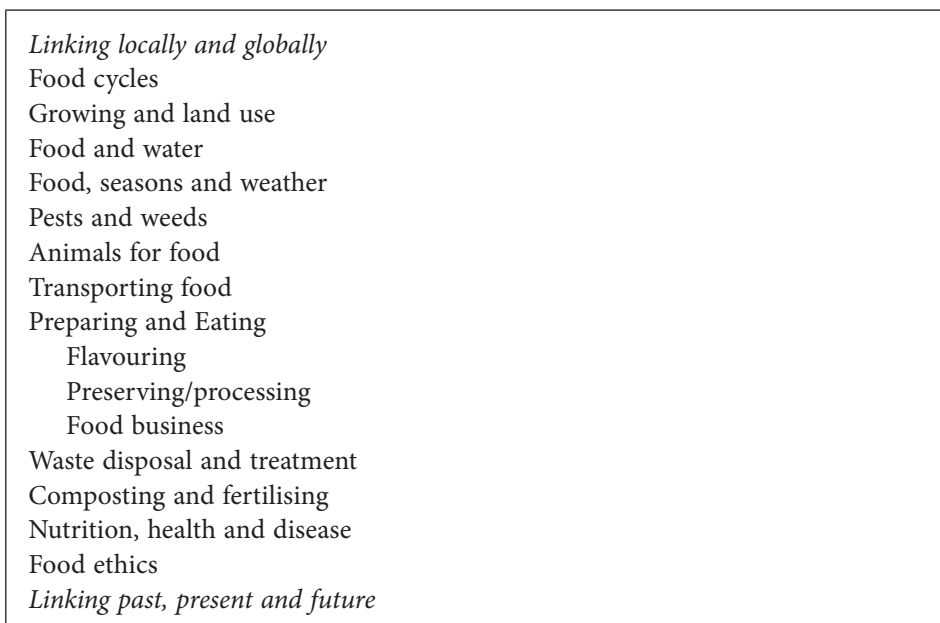 Linking locally and globally
Food cycles
Growing and land use
Food and water
Food, seasons and weather
Pests and weeds
Animals for food
Transporting food
Preparing and Eating
Flavouring
Preserving/processing
Food business
Waste disposal and treatment
Composting and fertilising
Nutrition, health and disease
Food ethics
Linking past, present and future